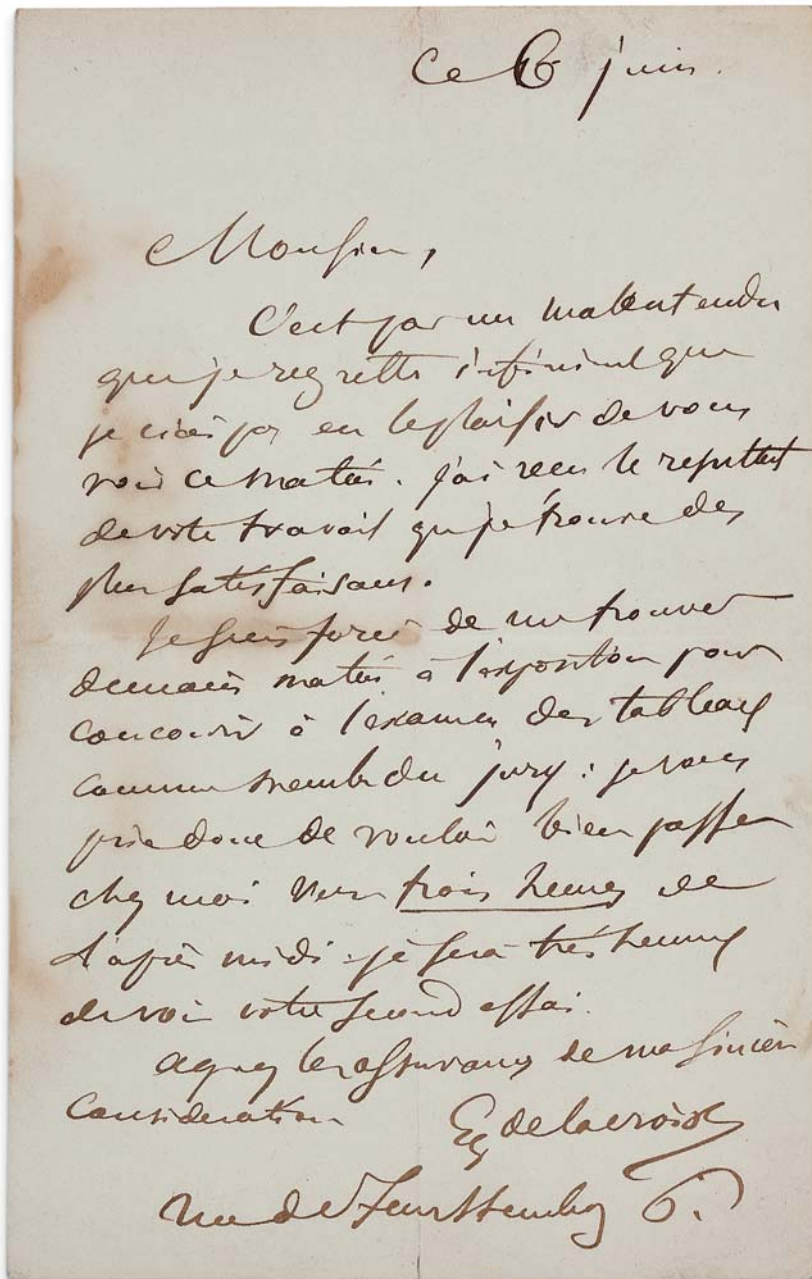 ce 6 juin.
Monsieur,
C'est par un malentendu
que je regrette infiniment que
je n'ai pas eu le plaisir de vous
voir ce matin. J'ai reçu le resultat
de votre travail que je trouve des
plus satisfaisans.
Je suis forcé de me trouver
demain matin à l'exposition pour
concourir à l'examen des tableaux
comme membre du jury : je vous
prie donc de vouloir bien passer
chez moi vers trois heures de
l'après midi. je serai très heureux
de voir votre second essai.
Agréez les assurances de ma sincère
consideration
Eg Delacroix
rue de Furstemberg 6.